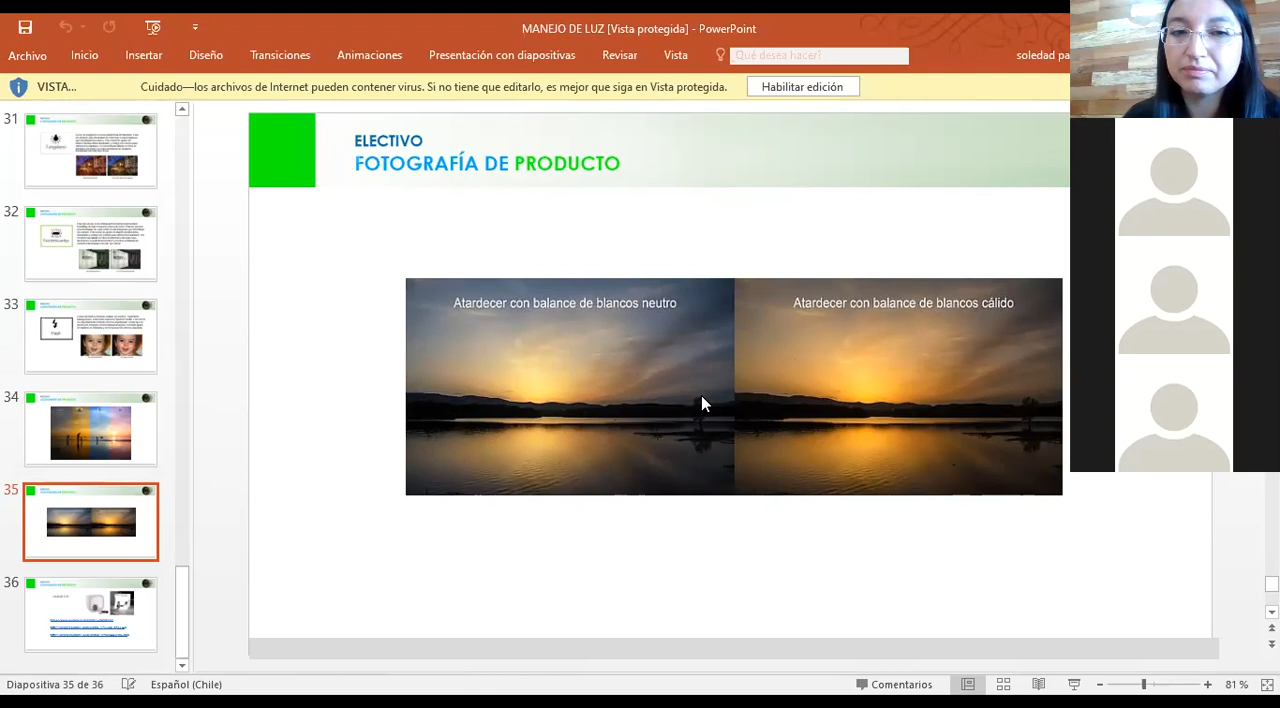 MANEJO DE LUZ [Vista protegida] - PowerPoint
Archivo Inicio Insertar Diseño Transiciones Animaciones Presentación con diapositivas Revisar Vista ¿Qué desea hacer? soledad pa
VISTA... Cuidado—los archivos de Internet pueden contener virus. Si no tiene que editarlo, es mejor que siga en Vista protegida. Habilitar edición
31
32
33
34
35
36
ELECTIVO
FOTOGRAFÍA DE PRODUCTO
Atardecer con balance de blancos neutro
Atardecer con balance de blancos cálido
Diapositiva 35 de 36 Español (Chile) Comentarios 81 %